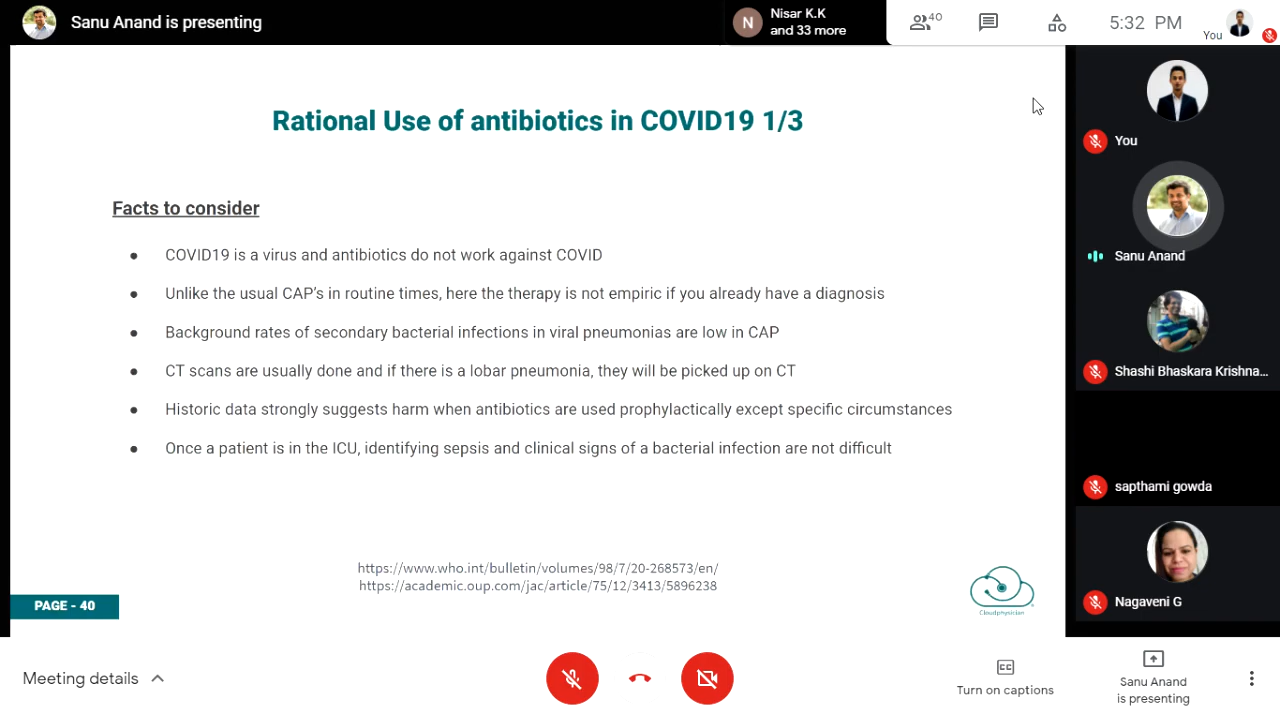 Sanu Anand is presenting
N
Nisar K.K
and 33 more
40
5:32 PM
You
Rational Use of antibiotics in COVID19 1/3
Facts to consider
● COVID19 is a virus and antibiotics do not work against COVID
● Unlike the usual CAP's in routine times, here the therapy is not empiric if you already have a diagnosis
● Background rates of secondary bacterial infections in viral pneumonias are low in CAP
● CT scans are usually done and if there is a lobar pneumonia, they will be picked up on CT
● Historic data strongly suggests harm when antibiotics are used prophylactically except specific circumstances
● Once a patient is in the ICU, identifying sepsis and clinical signs of a bacterial infection are not difficult
https://www.who.int/bulletin/volumes/98/7/20-268573/en/
https://academic.oup.com/jac/article/75/12/3413/5896238
PAGE - 40
Cloudphysician
You
Sanu Anand
Shashi Bhaskara Krishna...
sapthami gowda
Nagaveni G
Meeting details
CC
Turn on captions
Sanu Anand
is presenting